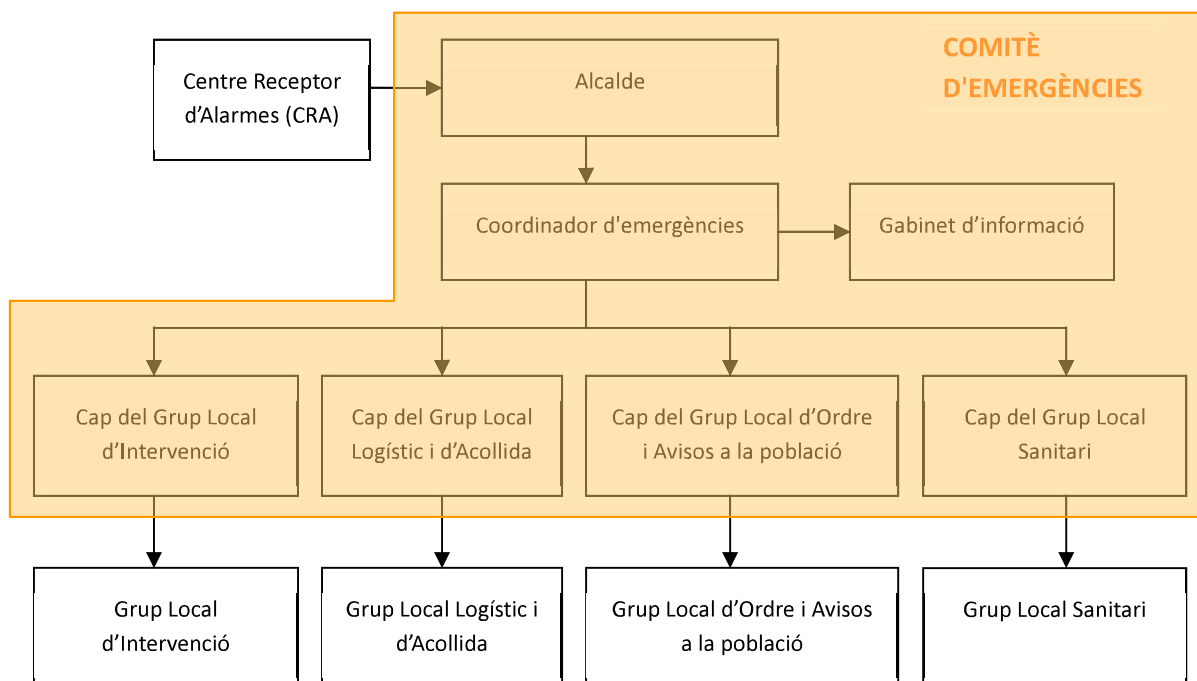 COMITÈ
D'EMERGÈNCIES
Centre Receptor
d’Alarmes (CRA)
Alcalde
Coordinador d'emergències
Gabinet d’informació
Cap del Grup Local
d’Intervenció
Cap del Grup Local
Logístic i d’Acollida
Cap del Grup Local d’Ordre
i Avisos a la població
Cap del Grup Local
Sanitari
Grup Local
d’Intervenció
Grup Local Logístic i
d’Acollida
Grup Local d’Ordre i Avisos
a la població
Grup Local Sanitari